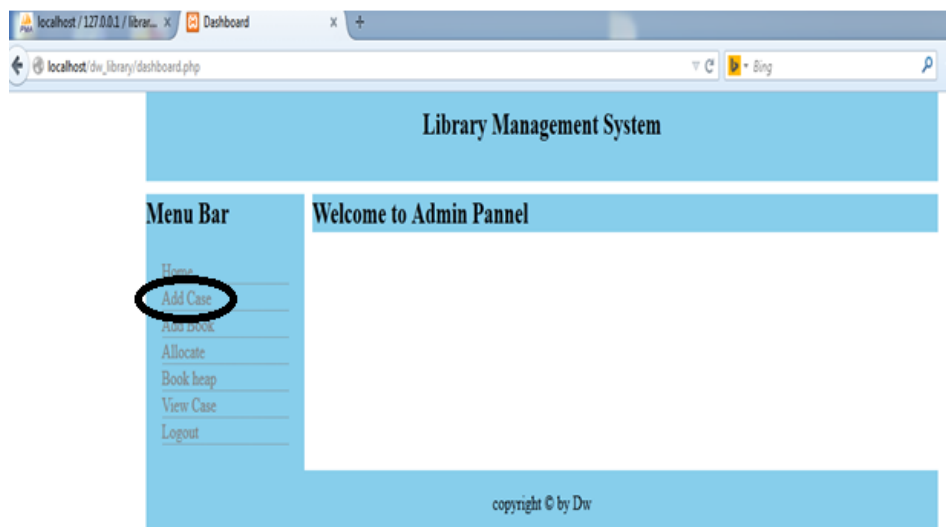 localhost / 127.0.0.1 / librar... x
Dashboard x +
localhost/dw_library/dashboard.php
Bing
Library Management System
Menu Bar
Welcome to Admin Pannel
Home
Add Case
Add Book
Allocate
Book heap
View Case
Logout
copyright © by Dw